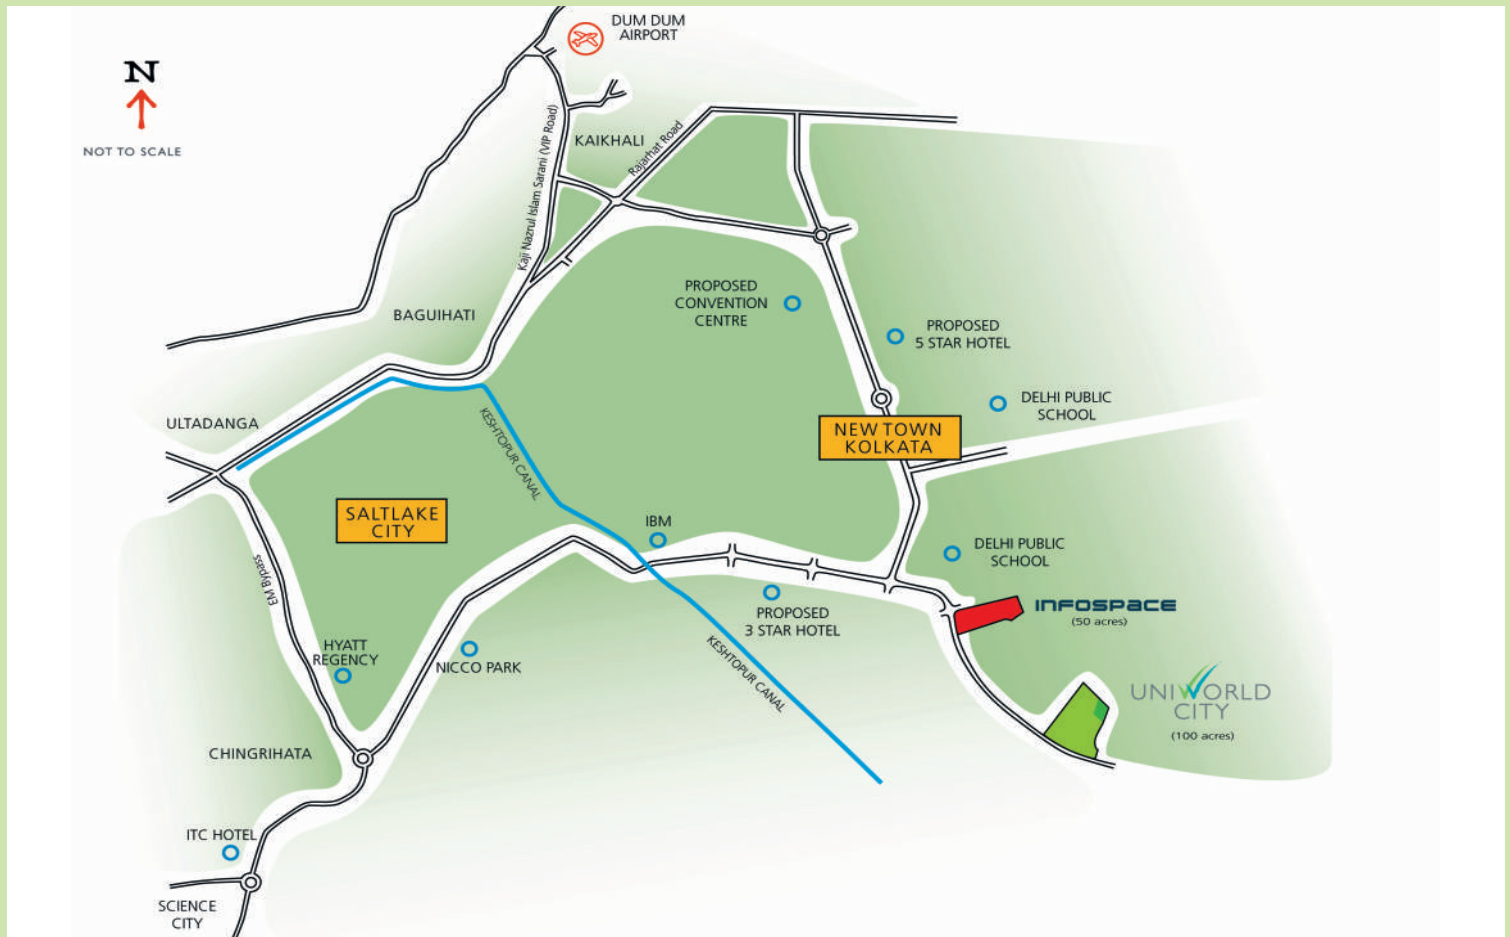 DUM DUM
AIRPORT
N
NOT TO SCALE
KAIKHALI
Rajarhat Road
Kaji Nazrul Islam Sarani (VIP Road)
PROPOSED
CONVENTION
CENTRE
BAGUIHATI
PROPOSED
5 STAR HOTEL
DELHI PUBLIC
SCHOOL
ULTADANGA
NEW TOWN
KOLKATA
KESHTOPUR CANAL
SALTLAKE
CITY
IBM
DELHI PUBLIC
SCHOOL
EM Bypass
INFOSPACE
(50 acres)
PROPOSED
3 STAR HOTEL
HYATT
REGENCY
NICCO PARK
KESHTOPUR CANAL
UNIWORLD
CITY
(100 acres)
CHINGRIHATA
ITC HOTEL
SCIENCE
CITY